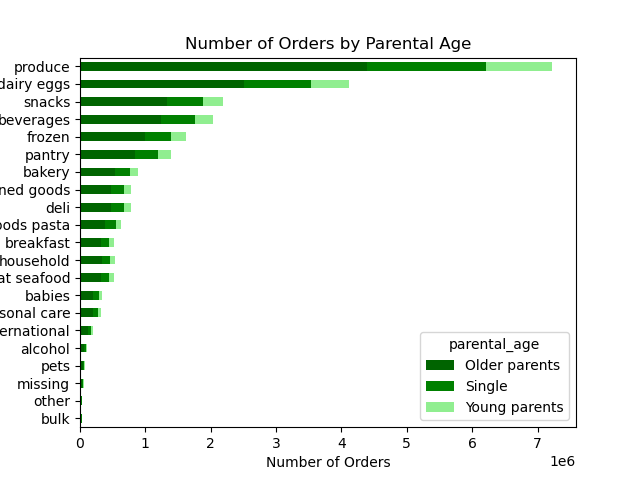 Number of Orders by Parental Age
produce
dairy eggs
snacks
beverages
frozen
pantry
bakery
ned goods
deli
ods pasta
breakfast
household
at seafood
babies
sonal care
ernational
alcohol
pets
missing
other
bulk
parental_age
Older parents
Single
Young parents
0 1 2 3 4 5 6 7
1e6
Number of Orders